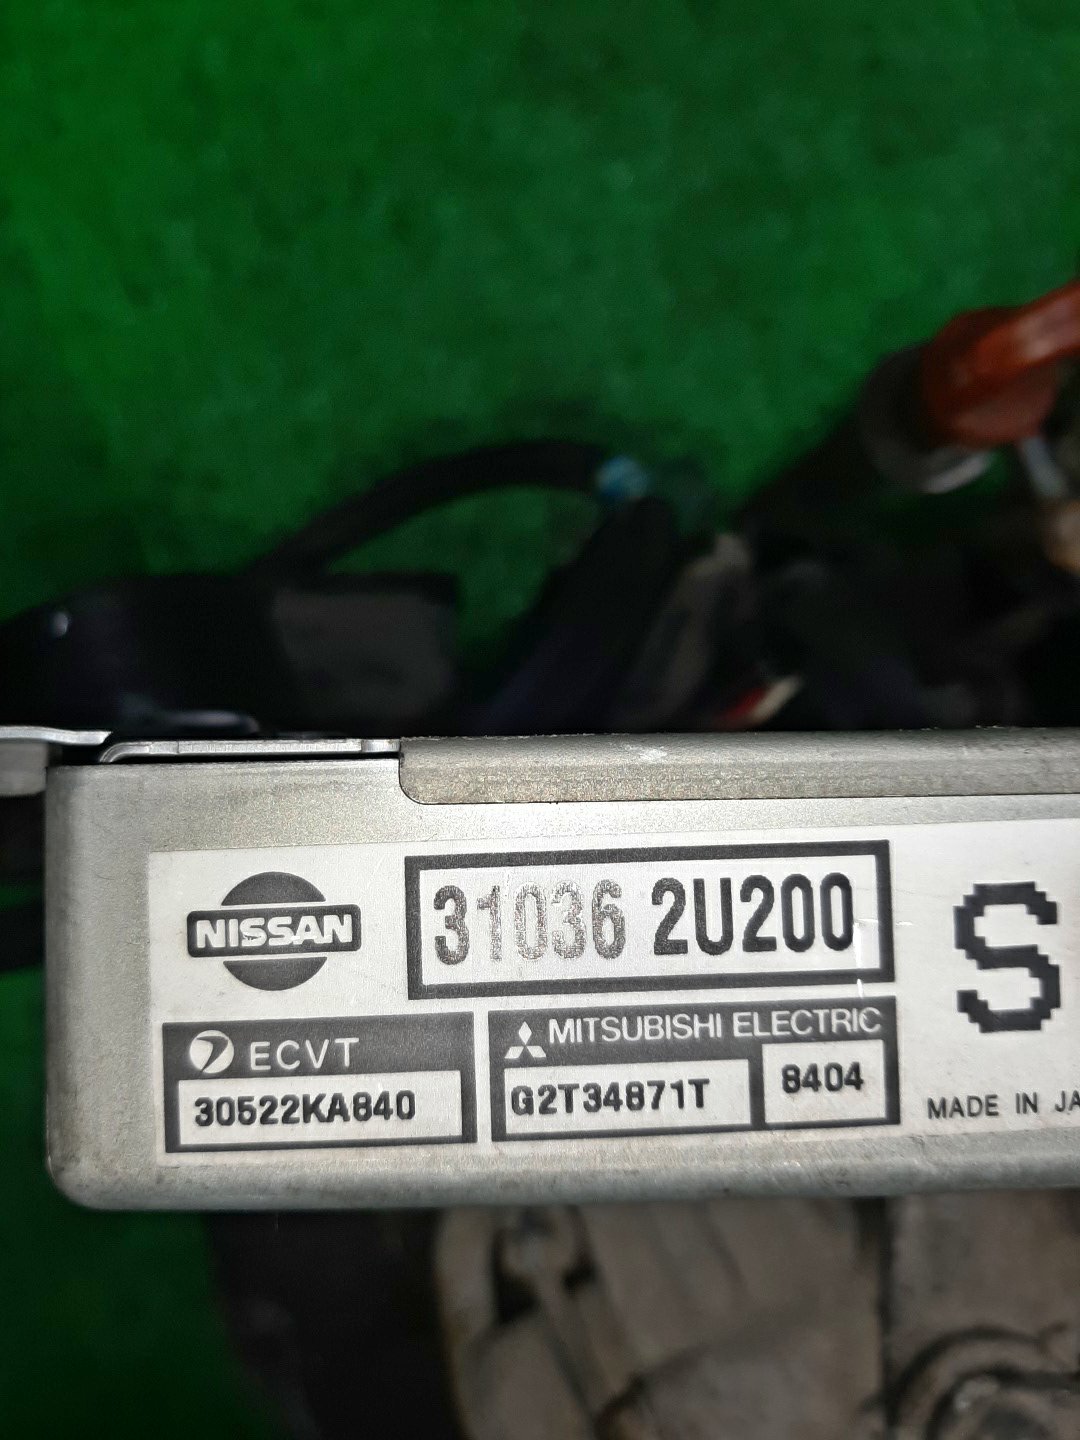 NISSAN
31036 2U200
S
ECVT
30522KA840
MITSUBISHI ELECTRIC
G2T34871T
8404
MADE IN JA